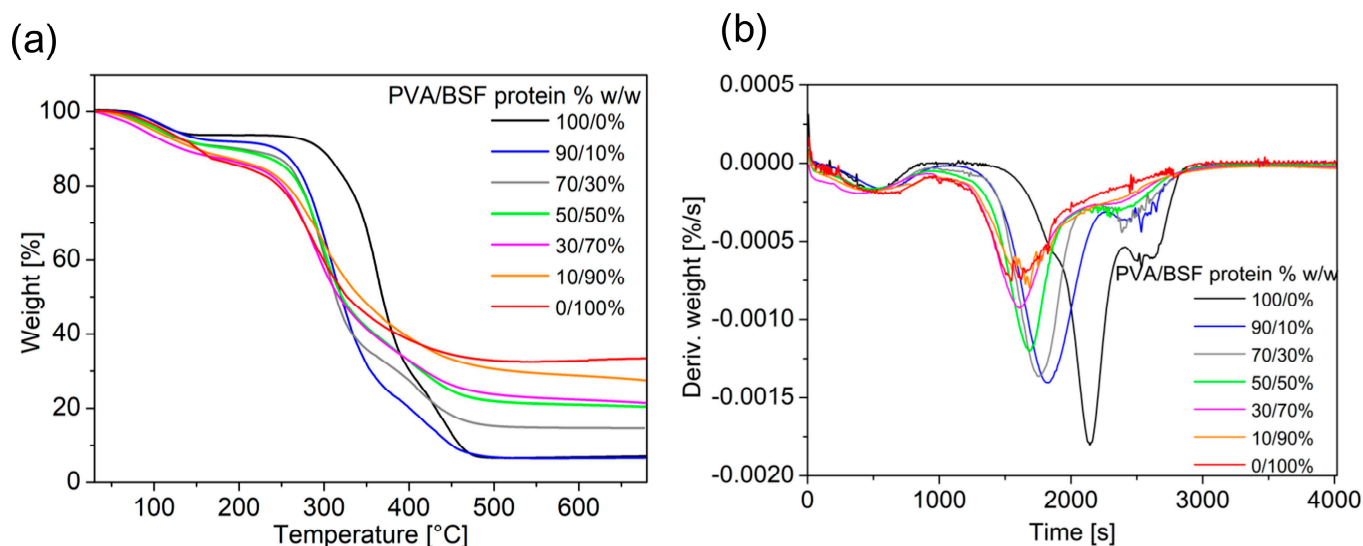 (a)
100
80
60
40
20
0
Weight [%]
100 200 300 400 500 600
Temperature [°C]
PVA/BSF protein % w/w
100/0%
90/10%
70/30%
50/50%
30/70%
10/90%
0/100%
(b)
0.0005
0.0000
-0.0005
-0.0010
-0.0015
-0.0020
Deriv. weight [%/s]
0 1000 2000 3000 4000
Time [s]
PVA/BSF protein % w/w
100/0%
90/10%
70/30%
50/50%
30/70%
10/90%
0/100%